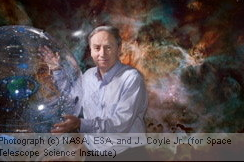 Photograph (c) NASA, ESA, and J. Coyle Jr. (for Space
Telescope Science Institute)